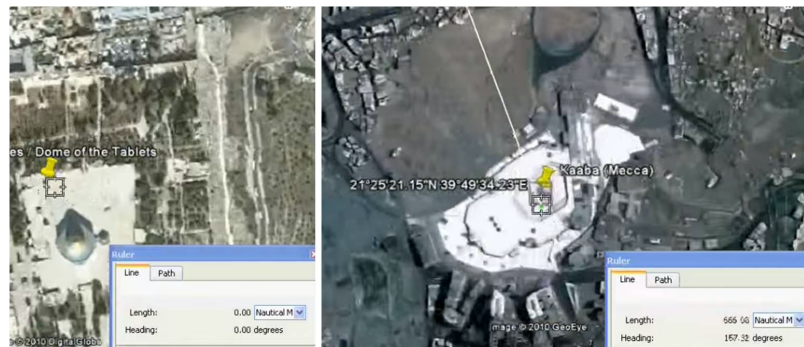 es / Dome of the Tablets
Ruler
Line Path
Length: 0.00 Nautical M
Heading: 0.00 degrees
© 2010 Digital Globe
Kaaba (Mecca)
21°25'21.15"N 39°49'34.23"E
Ruler
Line Path
Length: Nautical M
Heading: 157.32 degrees
Image © 2010 GeoEye